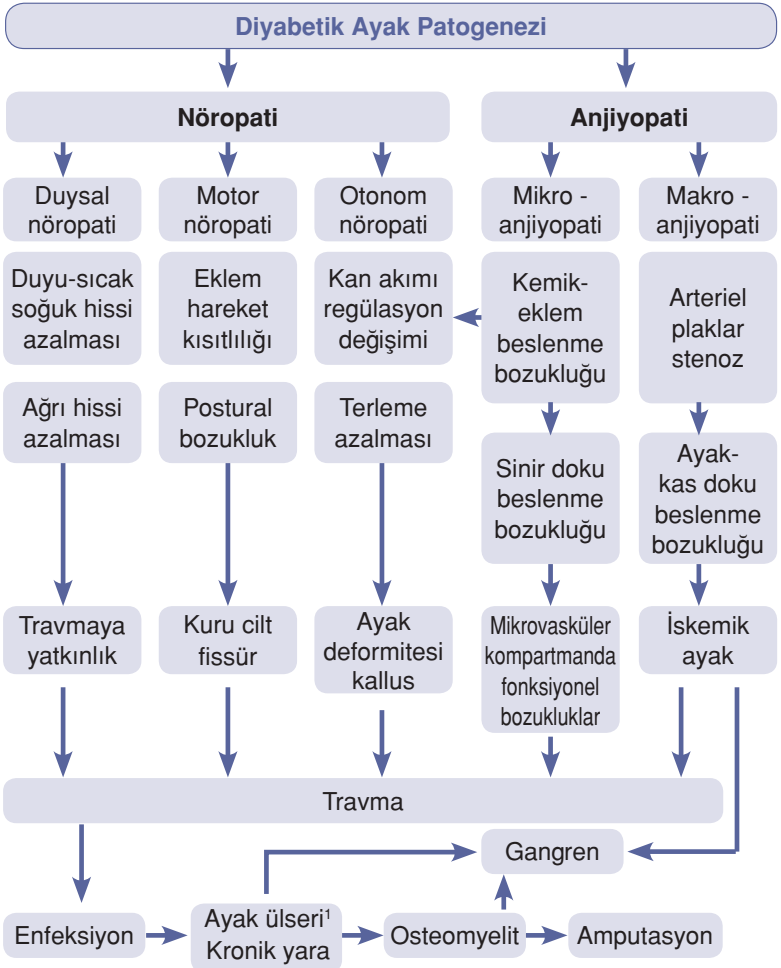 Diyabetik Ayak Patogenezi
Nöropati
Anjiyopati
Duysal
nöropati
Motor
nöropati
Otonom
nöropati
Mikro -
anjiyopati
Makro -
anjiyopati
Duyu-sıcak
soğuk hissi
azalması
Eklem
hareket
kısıtlılığı
Kan akımı
regülasyon
değişimi
Kemik-
eklem
beslenme
bozukluğu
Arteriel
plaklar
stenoz
Ağrı hissi
azalması
Postural
bozukluk
Terleme
azalması
Sinir doku
beslenme
bozukluğu
Ayak-
kas doku
beslenme
bozukluğu
Travmaya
yatkınlık
Kuru cilt
fissür
Ayak
deformitesi
kallus
Mikrovasküler
kompartmanda
fonksiyonel
bozukluklar
İskemik
ayak
Travma
Gangren
Enfeksiyon
Ayak ülseri¹
Kronik yara
Osteomyelit
Amputasyon